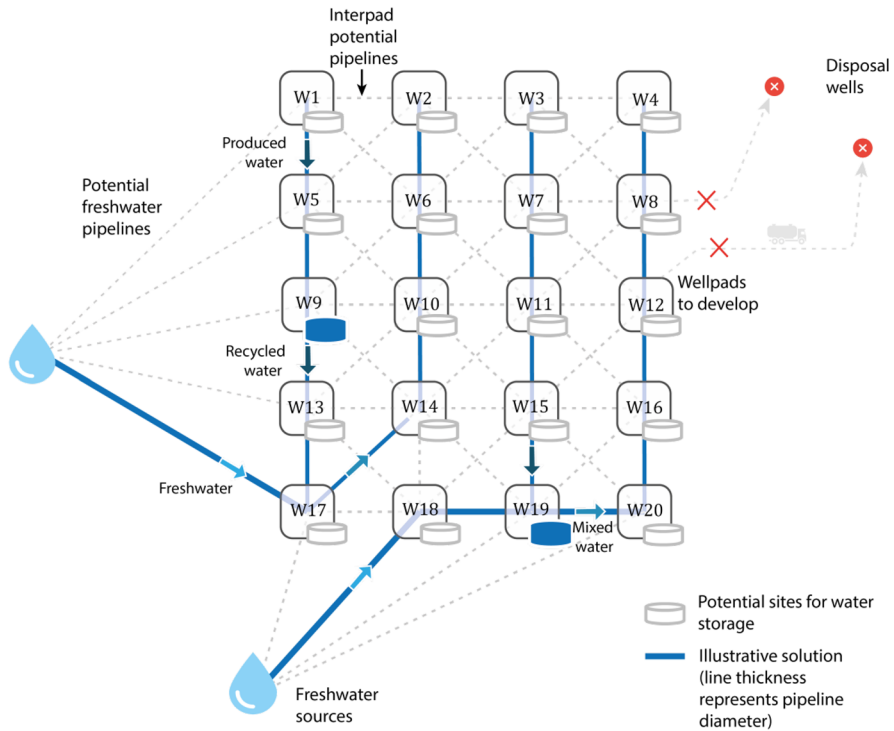 Interpad
potential
pipelines
Disposal
wells
W1
W2
W3
W4
Produced
water
Potential
freshwater
pipelines
W5
W6
W7
W8
Wellpads
to develop
W9
W10
W11
W12
Recycled
water
W13
W14
W15
W16
Freshwater
W17
W18
W19
W20
Mixed
water
Freshwater
sources
Potential sites for water
storage
Illustrative solution
(line thickness
represents pipeline
diameter)